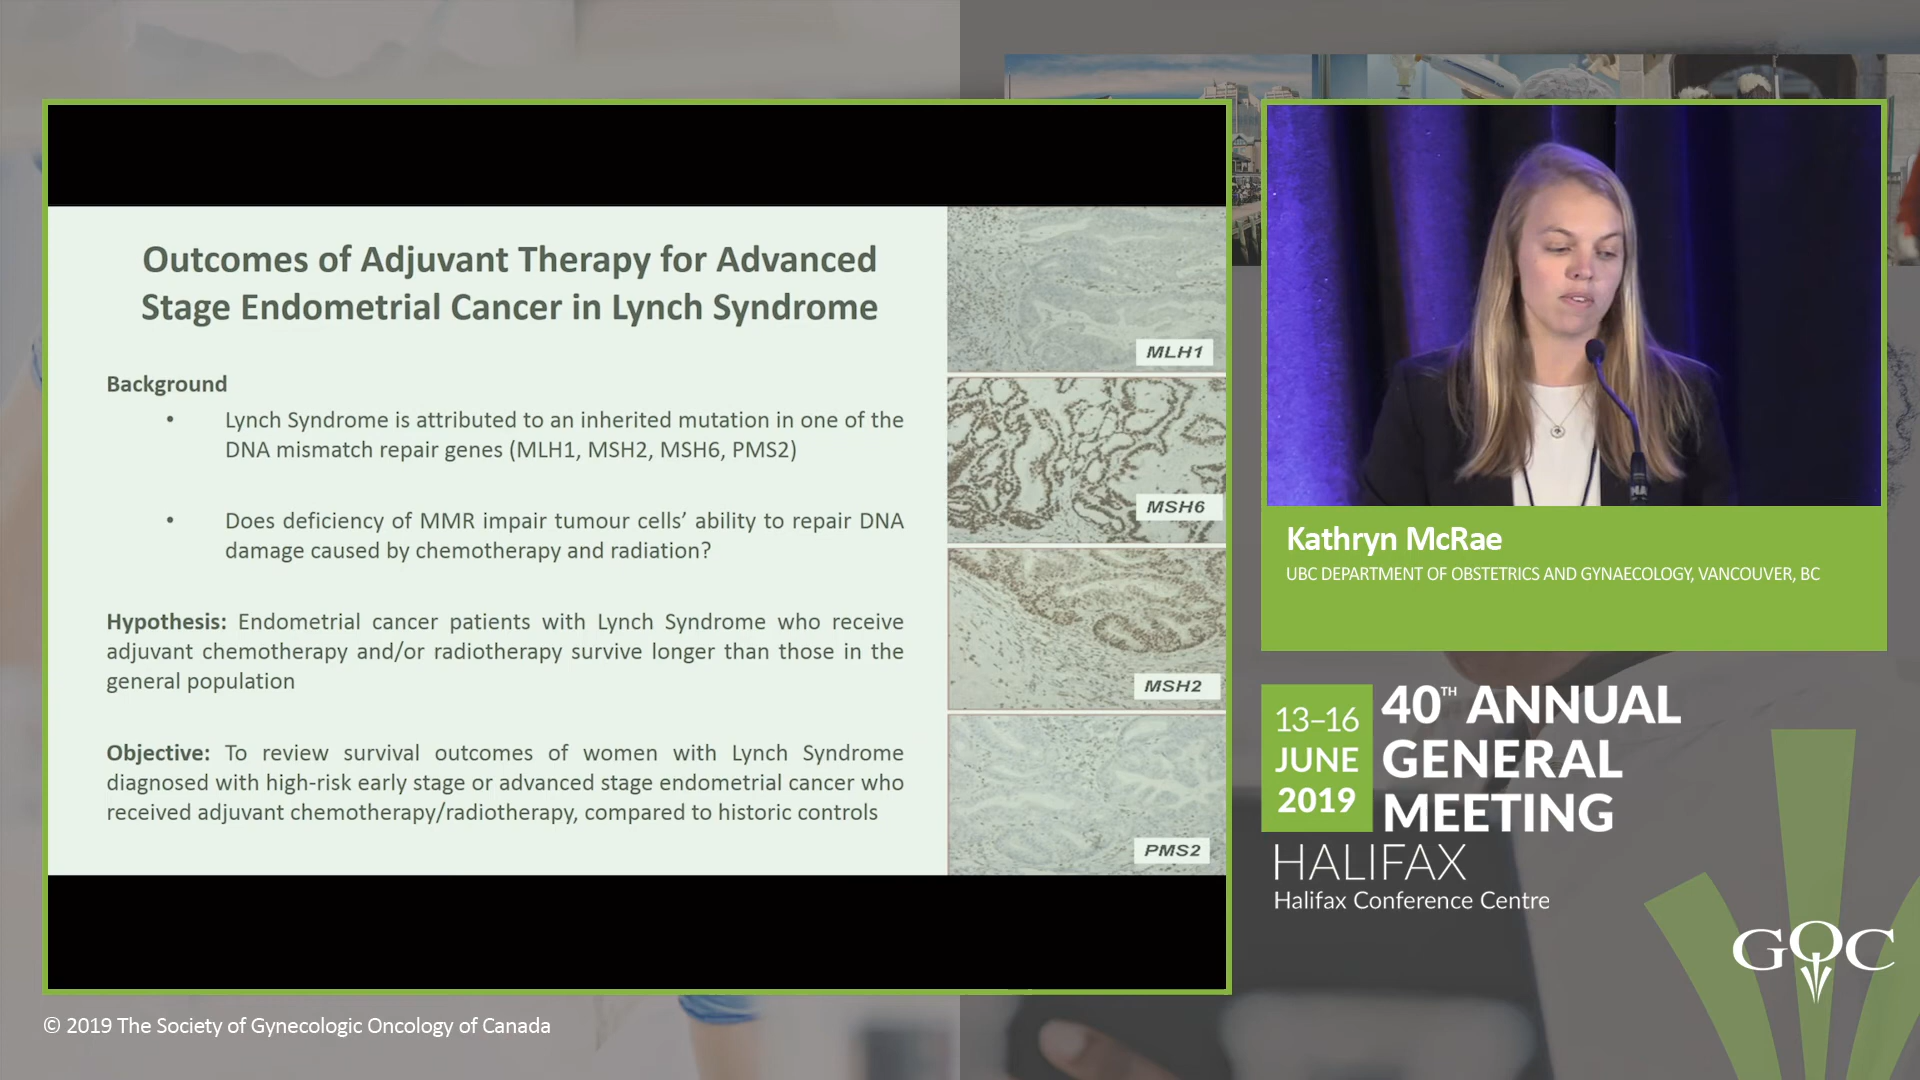 Outcomes of Adjuvant Therapy for Advanced
Stage Endometrial Cancer in Lynch Syndrome
Background
• Lynch Syndrome is attributed to an inherited mutation in one of the
DNA mismatch repair genes (MLH1, MSH2, MSH6, PMS2)
• Does deficiency of MMR impair tumour cells’ ability to repair DNA
damage caused by chemotherapy and radiation?
Hypothesis: Endometrial cancer patients with Lynch Syndrome who receive
adjuvant chemotherapy and/or radiotherapy survive longer than those in the
general population
Objective: To review survival outcomes of women with Lynch Syndrome
diagnosed with high-risk early stage or advanced stage endometrial cancer who
received adjuvant chemotherapy/radiotherapy, compared to historic controls
MLH1
MSH6
MSH2
PMS2
Kathryn McRae
UBC DEPARTMENT OF OBSTETRICS AND GYNAECOLOGY, VANCOUVER, BC
13–16
JUNE
2019
40TH ANNUAL
GENERAL
MEETING
HALIFAX
Halifax Conference Centre
GOC
© 2019 The Society of Gynecologic Oncology of Canada